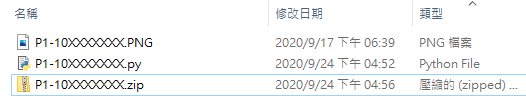 名稱 修改日期 類型
P1-10XXXXXXX.PNG 2020/9/17 下午 06:39 PNG 檔案
P1-10XXXXXXX.py 2020/9/24 下午 04:52 Python File
P1-10XXXXXXX.zip 2020/9/24 下午 04:56 壓縮的 (zipped) ...